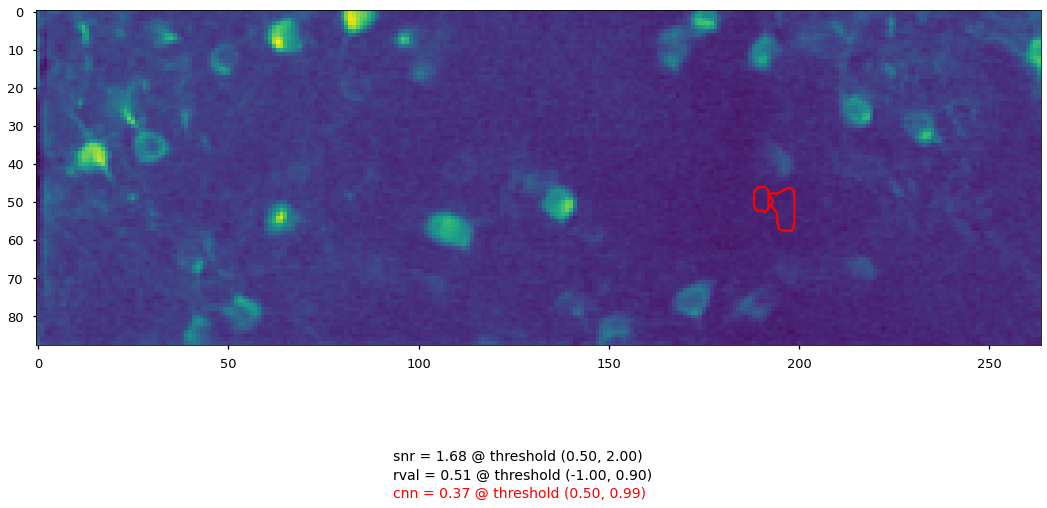 0
10
20
30
40
50
60
70
80
0 50 100 150 200 250
snr = 1.68 @ threshold (0.50, 2.00)
rval = 0.51 @ threshold (-1.00, 0.90)
cnn = 0.37 @ threshold (0.50, 0.99)